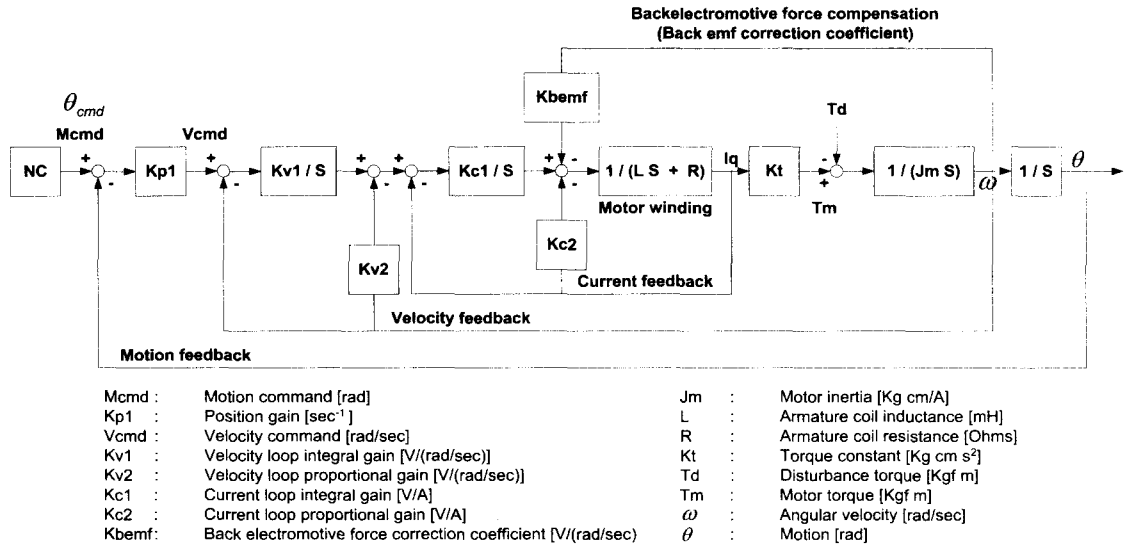 Backelectromotive force compensation
(Back emf correction coefficient)
Kbemf
Td
θcmd
Mcmd
Vcmd
Iq
θ
+
+
+
+
+
-
-
NC
Kp1
Kv1 / S
Kc1 / S
1 / (L S + R)
Kt
1 / (Jm S)
1 / S
-
-
-
-
-
-
+
ω
Motor winding
Tm
Kc2
Kv2
Current feedback
Velocity feedback
Motion feedback
Mcmd : Motion command [rad]
Kp1 : Position gain [sec⁻¹ ]
Vcmd : Velocity command [rad/sec]
Kv1 : Velocity loop integral gain [V/(rad/sec)]
Kv2 : Velocity loop proportional gain [V/(rad/sec)]
Kc1 : Current loop integral gain [V/A]
Kc2 : Current loop proportional gain [V/A]
Kbemf: Back electromotive force correction coefficient [V/(rad/sec)
Jm : Motor inertia [Kg cm/A]
L : Armature coil inductance [mH]
R : Armature coil resistance [Ohms]
Kt : Torque constant [Kg cm s²]
Td : Disturbance torque [Kgf m]
Tm : Motor torque [Kgf m]
ω : Angular velocity [rad/sec]
θ : Motion [rad]